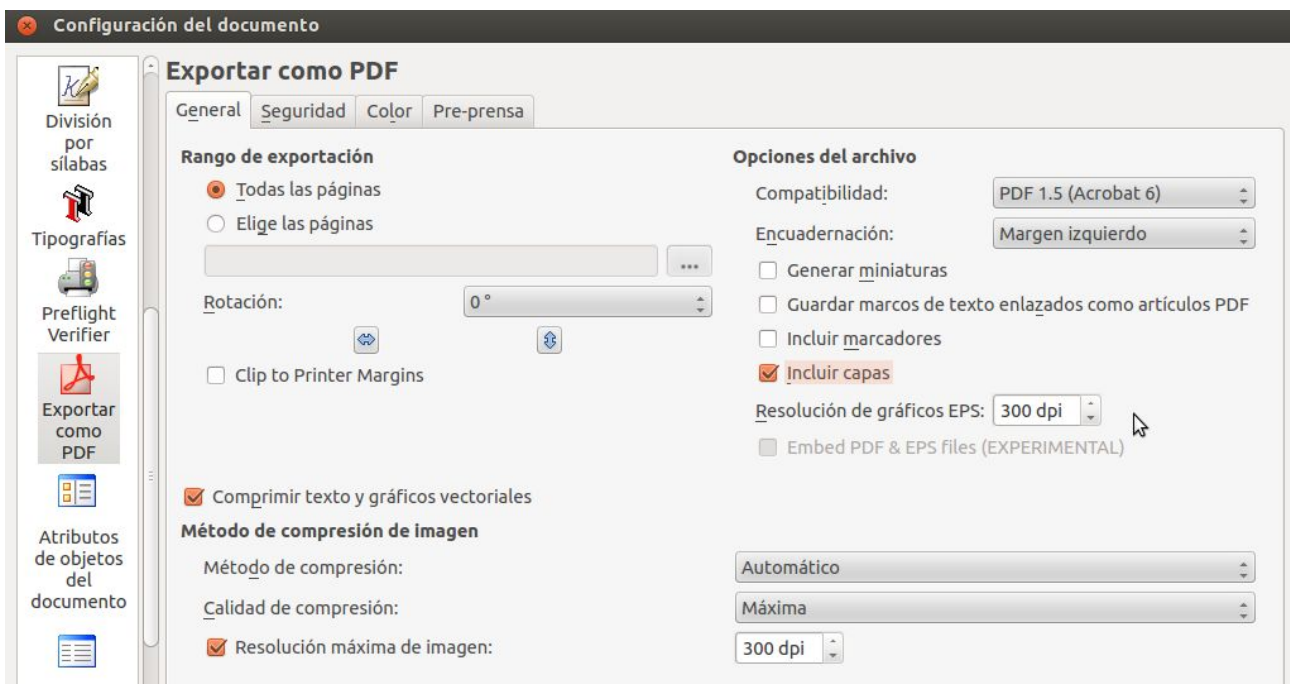 Configuración del documento
División
por
sílabas
Tipografías
Preflight
Verifier
Exportar
como
PDF
Atributos
de objetos
del
documento
Exportar como PDF
General Seguridad Color Pre-prensa
Rango de exportación
Todas las páginas
Elige las páginas
...
Rotación: 0 °
Clip to Printer Margins
Opciones del archivo
Compatibilidad: PDF 1.5 (Acrobat 6)
Encuadernación: Margen izquierdo
Generar miniaturas
Guardar marcos de texto enlazados como artículos PDF
Incluir marcadores
Incluir capas
Resolución de gráficos EPS: 300 dpi
Embed PDF & EPS files (EXPERIMENTAL)
Comprimir texto y gráficos vectoriales
Método de compresión de imagen
Método de compresión: Automático
Calidad de compresión: Máxima
Resolución máxima de imagen: 300 dpi